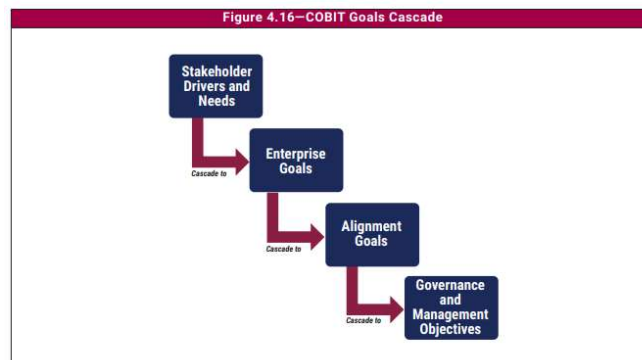 Figure 4.16—COBIT Goals Cascade
Stakeholder
Drivers and
Needs
Cascade to
Enterprise
Goals
Cascade to
Alignment
Goals
Cascade to
Governance
and
Management
Objectives